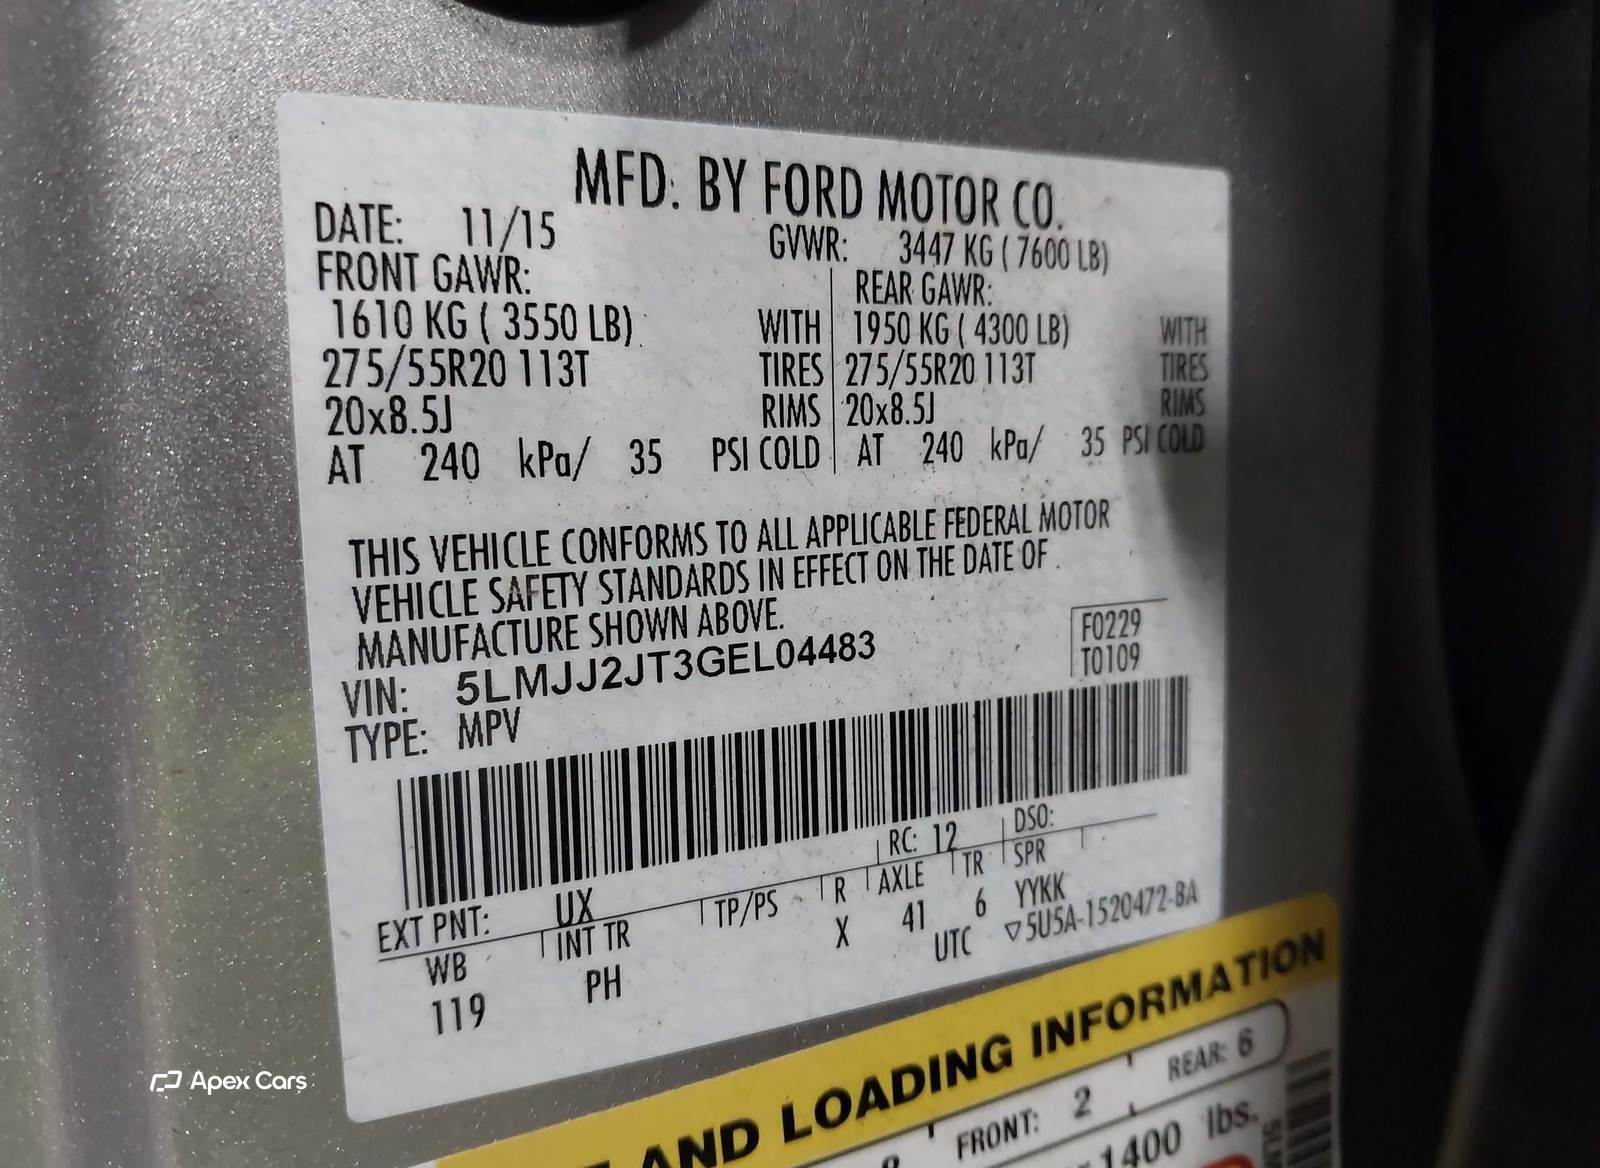 MFD. BY FORD MOTOR CO.
DATE: 11/15 GVWR: 3447 KG ( 7600 LB)
FRONT GAWR: REAR GAWR:
1610 KG ( 3550 LB) WITH 1950 KG ( 4300 LB) WITH
275/55R20 113T TIRES 275/55R20 113T TIRES
20x8.5J RIMS 20x8.5J RIMS
AT 240 kPa/ 35 PSI COLD AT 240 kPa/ 35 PSI COLD
THIS VEHICLE CONFORMS TO ALL APPLICABLE FEDERAL MOTOR
VEHICLE SAFETY STANDARDS IN EFFECT ON THE DATE OF
MANUFACTURE SHOWN ABOVE.
F0229
VIN: 5LMJJ2JT3GEL04483
T0109
TYPE: MPV
EXT PNT: UX RC: 12 DSO:
WB INT TR TP/PS R AXLE TR SPR
119 PH X 41 6 YYKK
UTC ▽5U5A-1520472-BA
AND LOADING INFORMATION
FRONT: 2 REAR: 6
1400 lbs.
Apex Cars